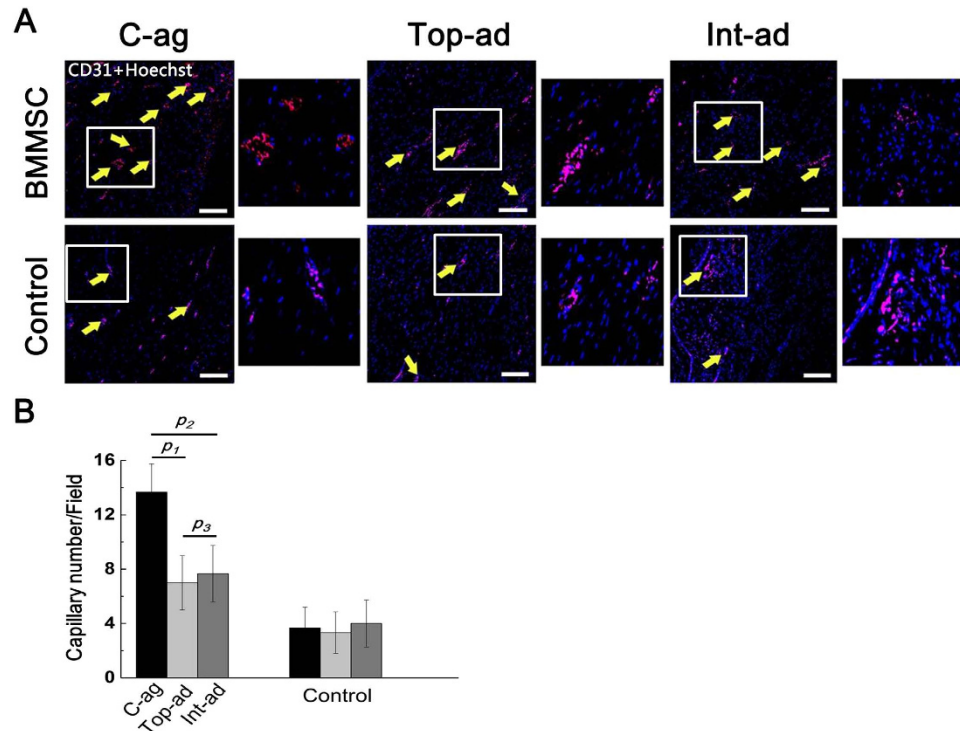 A
C-ag Top-ad Int-ad
CD31+Hoechst
BMMSC
Control
B
p2
p1
p3
16
12
8
4
0
Capillary number/Field
C-ag Top-ad Int-ad
Control